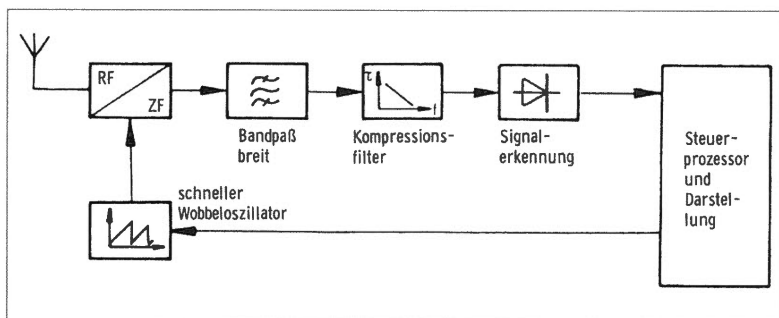 RF
ZF
Bandpaß
breit
τ
f
Kompressions-
filter
Signal-
erkennung
Steuer-
prozessor
und
Darstel-
lung
schneller
Wobbeloszillator